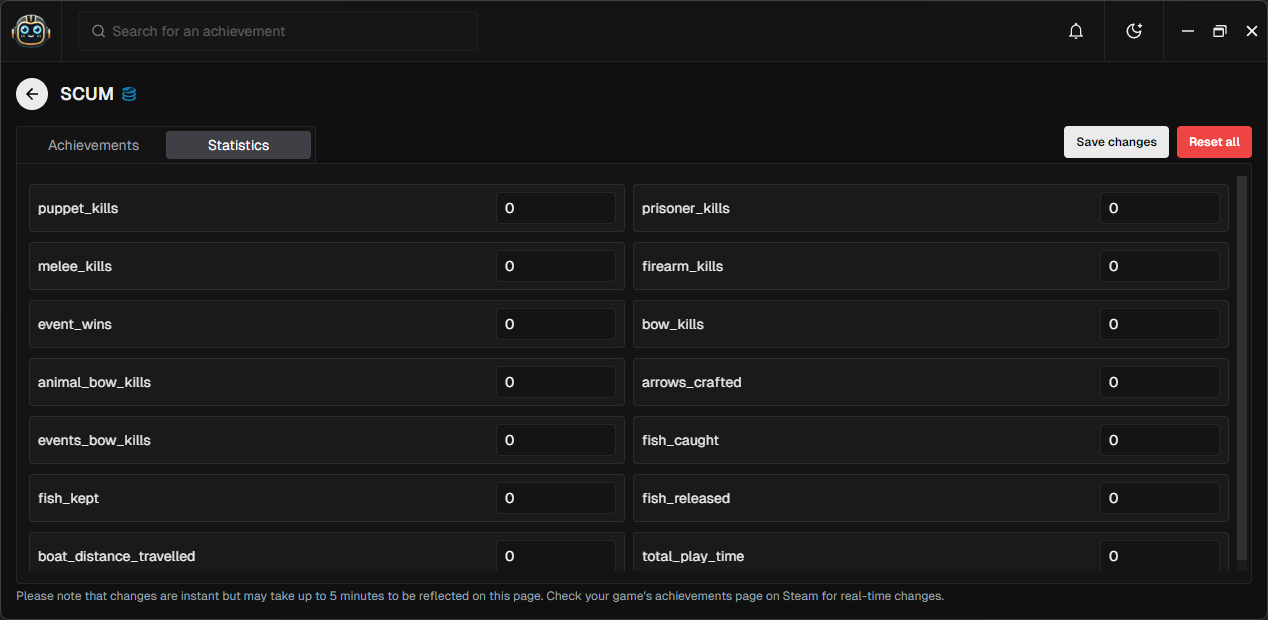 Search for an achievement
SCUM
Achievements
Statistics
Save changes
Reset all
puppet_kills 0
prisoner_kills 0
melee_kills 0
firearm_kills 0
event_wins 0
bow_kills 0
animal_bow_kills 0
arrows_crafted 0
events_bow_kills 0
fish_caught 0
fish_kept 0
fish_released 0
boat_distance_travelled 0
total_play_time 0
Please note that changes are instant but may take up to 5 minutes to be reflected on this page. Check your game's achievements page on Steam for real-time changes.